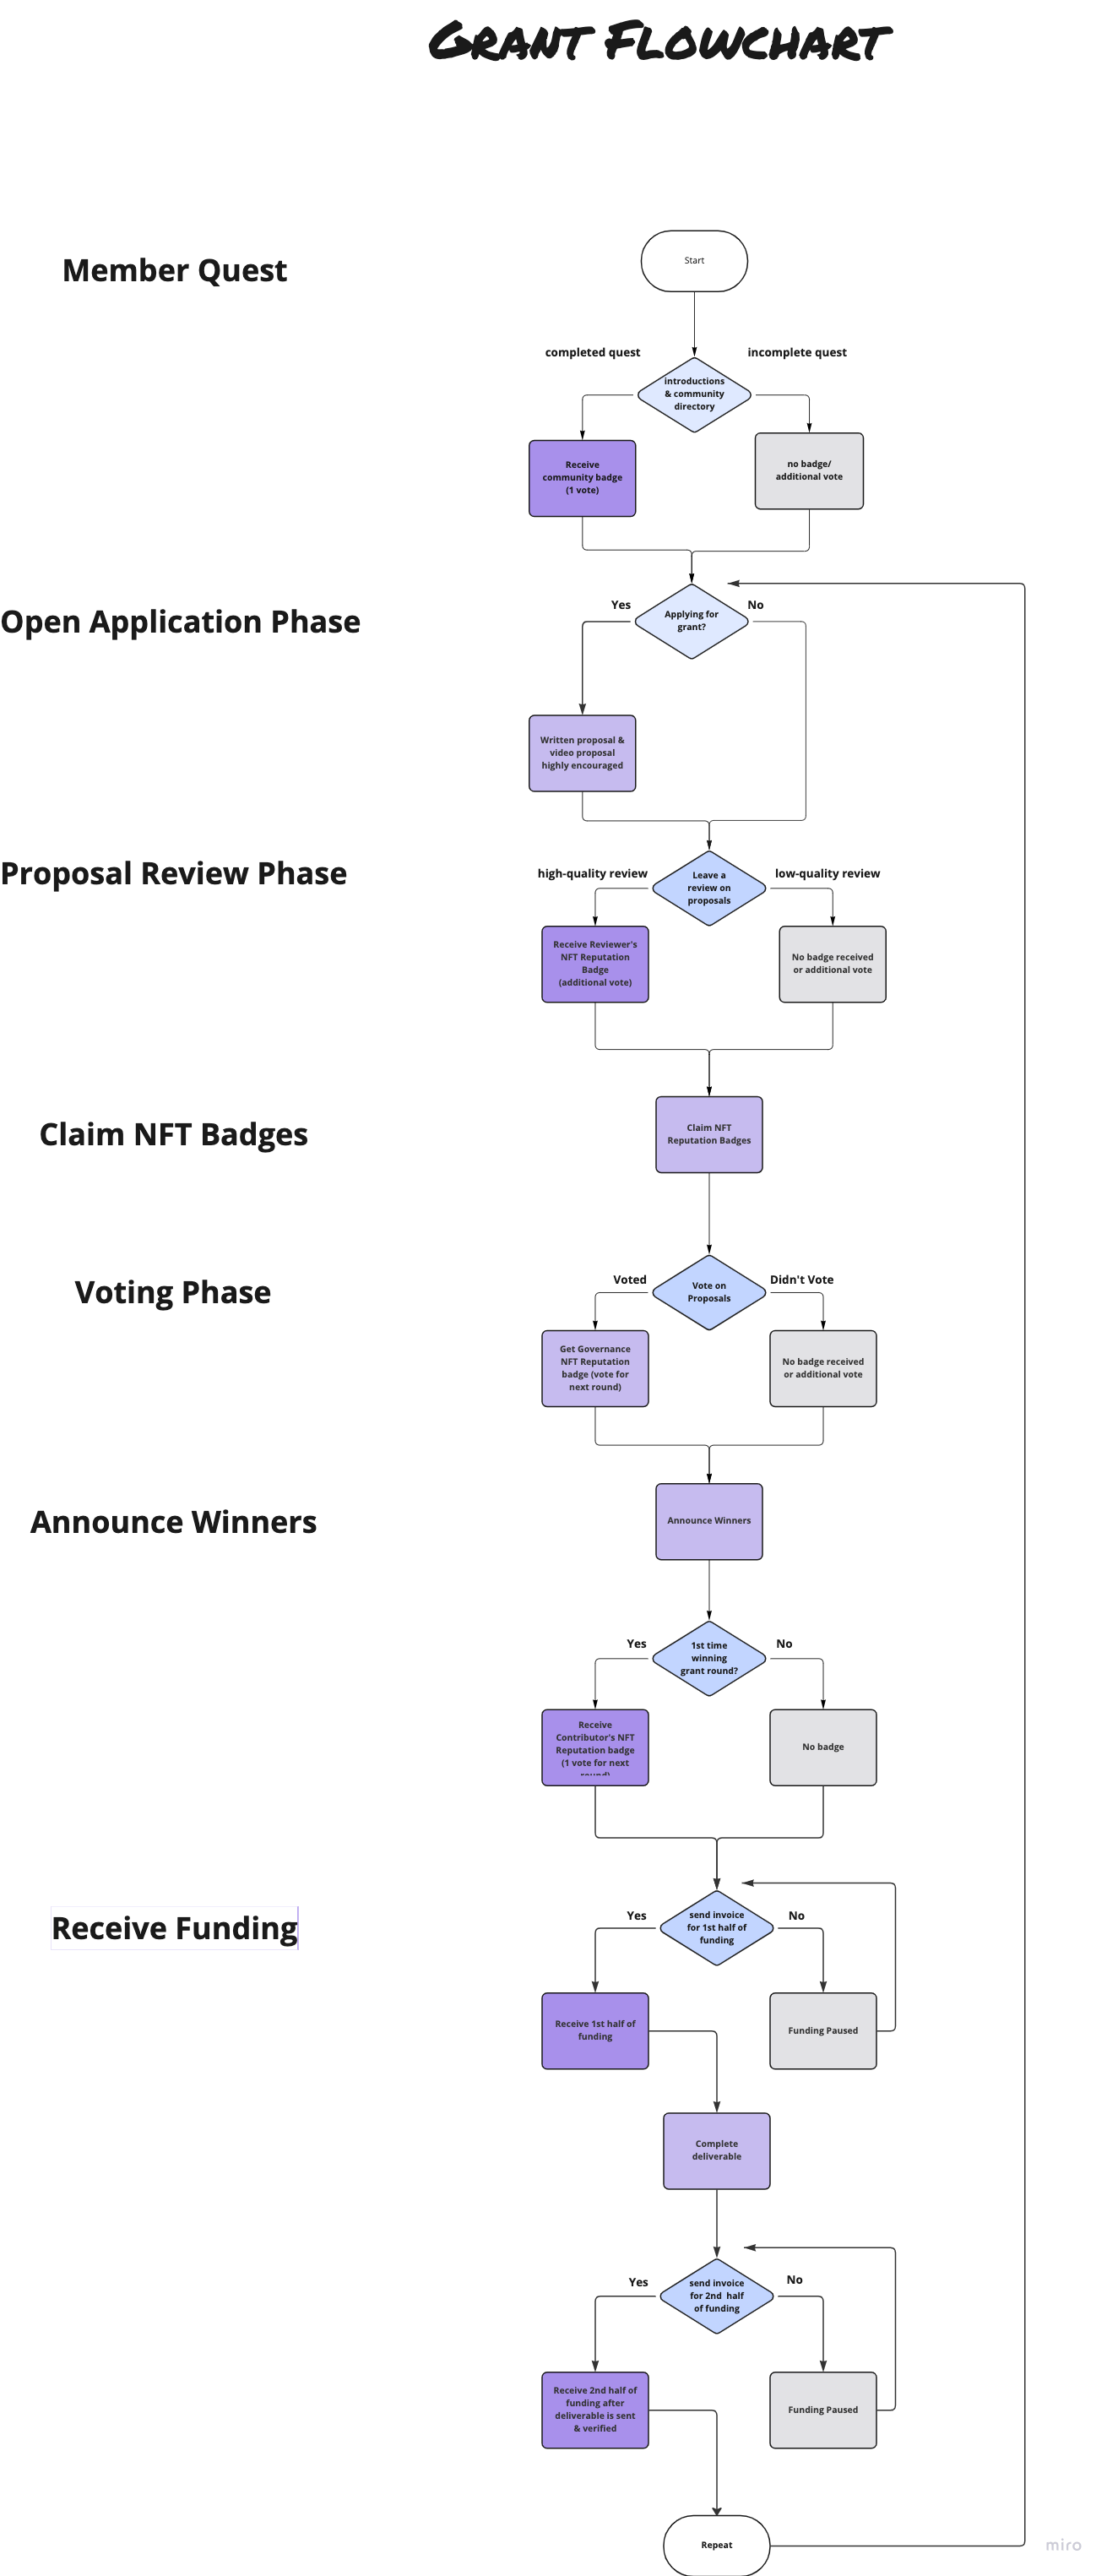 GRANT FLOWCHART
Member Quest
Start
completed quest
incomplete quest
introductions
& community
directory
Receive
community badge
(1 vote)
no badge/
additional vote
Open Application Phase
Yes
No
Applying for
grant?
Written proposal &
video proposal
highly encouraged
Proposal Review Phase
high-quality review
low-quality review
Leave a
review on
proposals
Receive Reviewer's
NFT Reputation
Badge
(additional vote)
No badge received
or additional vote
Claim NFT Badges
Claim NFT
Reputation Badges
Voting Phase
Voted
Didn't Vote
Vote on
Proposals
Get Governance
NFT Reputation
badge (vote for
next round)
No badge received
or additional vote
Announce Winners
Announce Winners
Yes
No
1st time
winning
grant round?
Receive
Contributor's NFT
Reputation badge
(1 vote for next
round)
No badge
Receive Funding
Yes
No
send invoice
for 1st half of
funding
Receive 1st half of
funding
Funding Paused
Complete
deliverable
Yes
No
send invoice
for 2nd half
of funding
Receive 2nd half of
funding after
deliverable is sent
& verified
Funding Paused
Repeat
miro